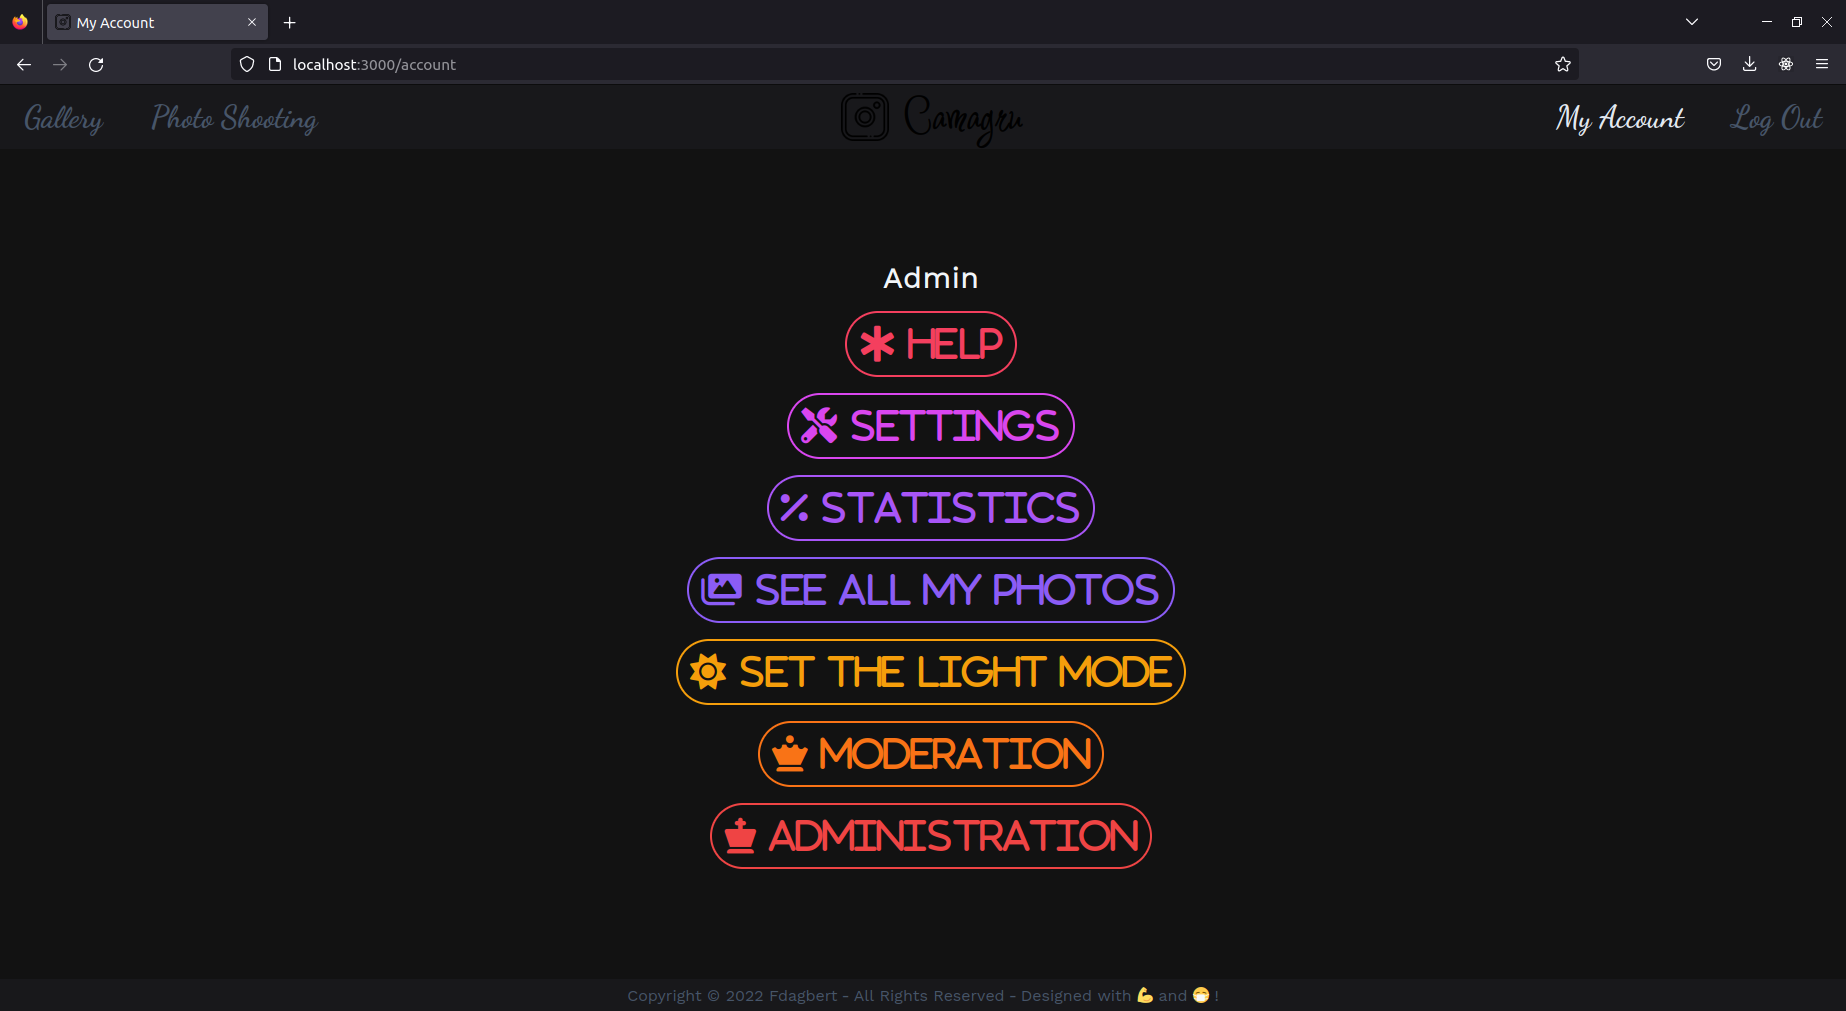 My Account
localhost:3000/account
Gallery
Photo Shooting
Camagru
My Account
Log Out
Admin
HELP
SETTINGS
STATISTICS
SEE ALL MY PHOTOS
SET THE LIGHT MODE
MODERATION
ADMINISTRATION
Copyright © 2022 Fdagbert - All Rights Reserved - Designed with 💪 and 😷 !